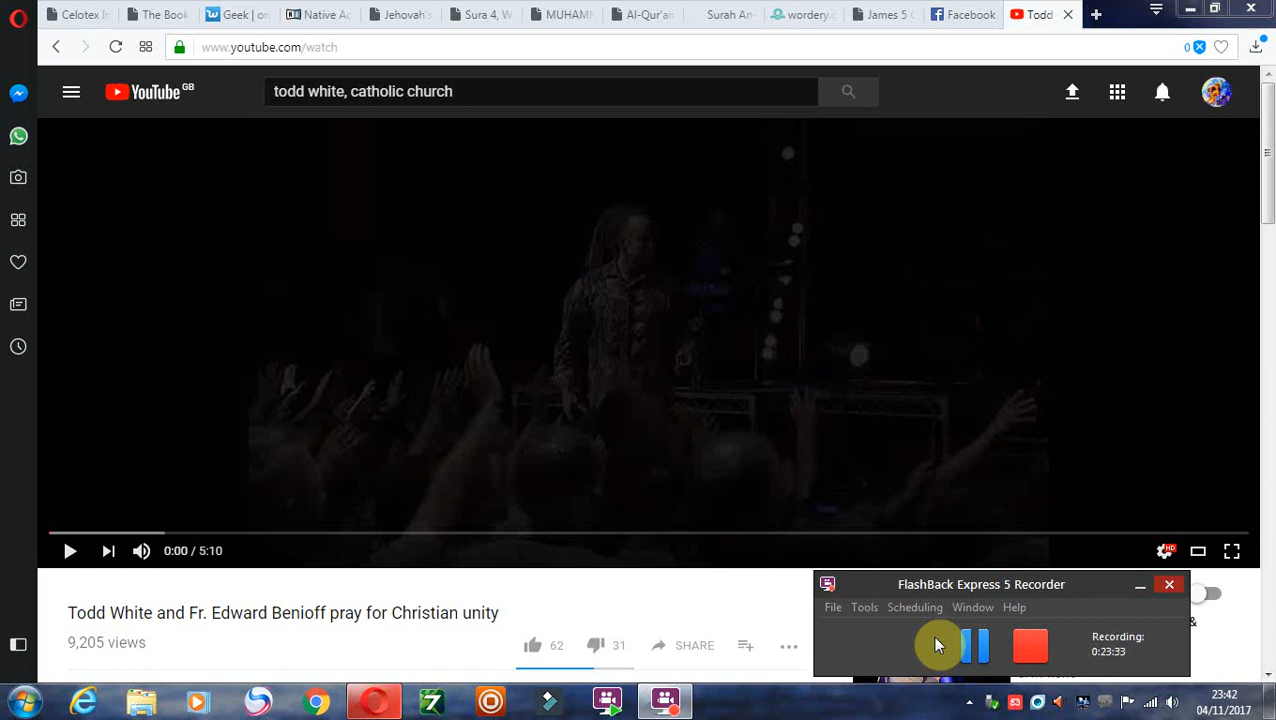 Celotex In
The Book
Geek | on
Native Ac
Jehovah's
Sura 4, W
MUHAMM
Al-Qur'an
Surah A
wordery.c
James 5
Facebook
Todd
www.youtube.com/watch
0
YouTube GB
todd white, catholic church
0:00 / 5:10
HD
Todd White and Fr. Edward Benioff pray for Christian unity
9,205 views
62
31
SHARE
FlashBack Express 5 Recorder
File Tools Scheduling Window Help
Recording:
0:23:33
&
23:42
04/11/2017